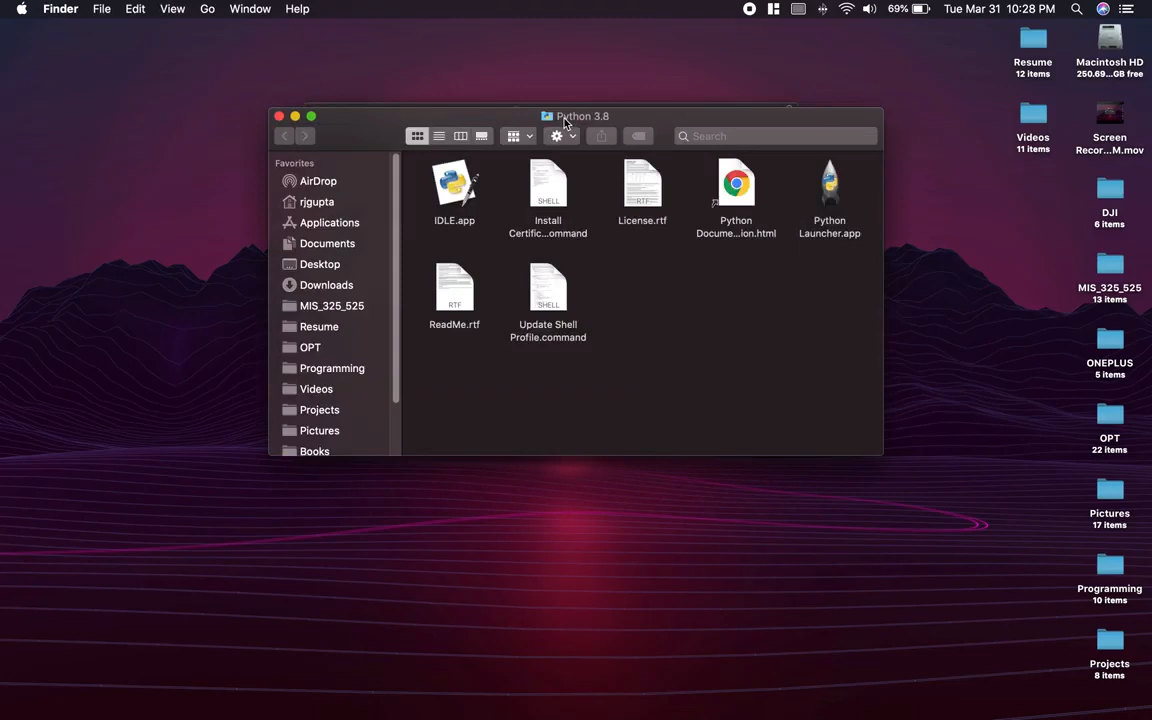 Finder File Edit View Go Window Help 69% Tue Mar 31 10:28 PM
Python 3.8
Search
Favorites
AirDrop
rjgupta
Applications
Documents
Desktop
Downloads
MIS_325_525
Resume
OPT
Programming
Videos
Projects
Pictures
Books
IDLE.app
SHELL
Install
Certific...ommand
RTF
License.rtf
Python
Docume...ion.html
Python
Launcher.app
RTF
ReadMe.rtf
SHELL
Update Shell
Profile.command
Resume
12 items
Macintosh HD
250.69...GB free
Videos
11 items
Screen
Recor...M.mov
DJI
6 items
MIS_325_525
13 items
ONEPLUS
5 items
OPT
22 items
Pictures
17 items
Programming
10 items
Projects
8 items